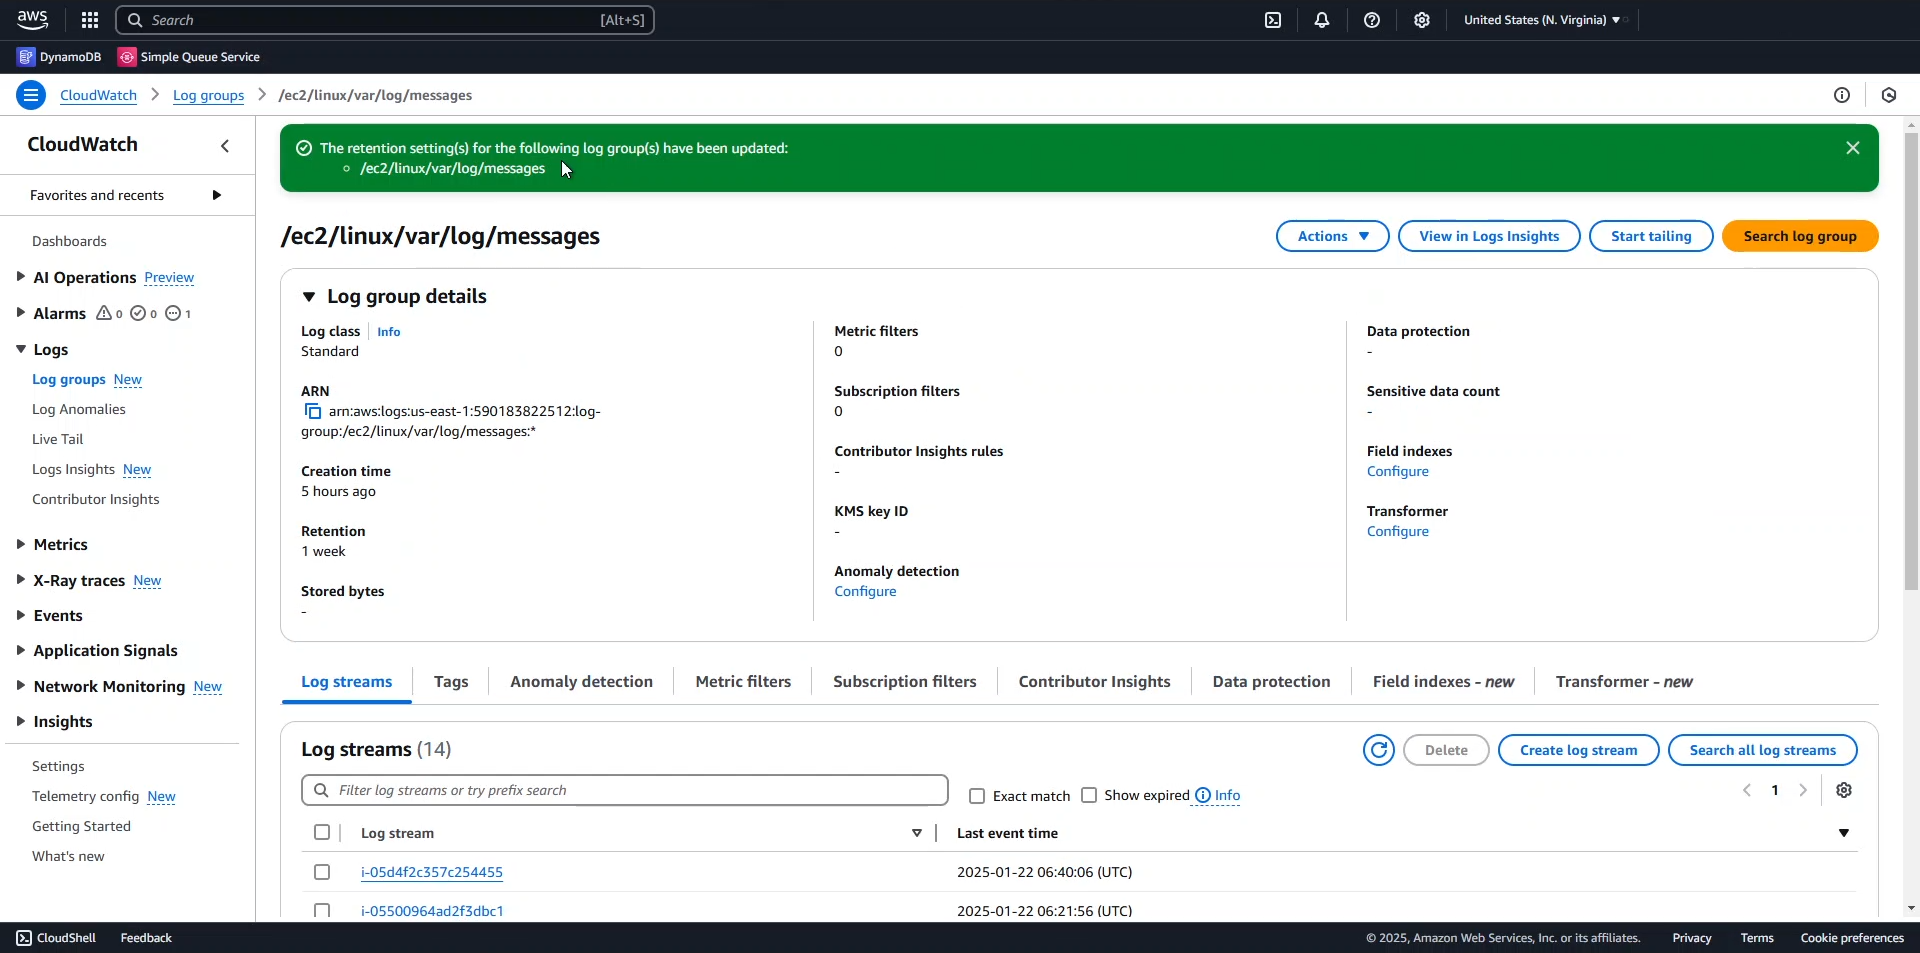 aws Search [Alt+S] United States (N. Virginia)
DynamoDB Simple Queue Service
CloudWatch Log groups /ec2/linux/var/log/messages
CloudWatch
Favorites and recents
Dashboards
AI Operations Preview
Alarms 0 0 1
Logs
Log groups New
Log Anomalies
Live Tail
Logs Insights New
Contributor Insights
Metrics
X-Ray traces New
Events
Application Signals
Network Monitoring New
Insights
Settings
Telemetry config New
Getting Started
What's new
The retention setting(s) for the following log group(s) have been updated:
/ec2/linux/var/log/messages
/ec2/linux/var/log/messages
Actions View in Logs Insights Start tailing Search log group
Log group details
Log class Info
Standard
ARN
arn:aws:logs:us-east-1:590183822512:log-
group:/ec2/linux/var/log/messages:*
Creation time
5 hours ago
Retention
1 week
Stored bytes
-
Metric filters
0
Subscription filters
0
Contributor Insights rules
-
KMS key ID
-
Anomaly detection
Configure
Data protection
-
Sensitive data count
-
Field indexes
Configure
Transformer
Configure
Log streams Tags Anomaly detection Metric filters Subscription filters Contributor Insights Data protection Field indexes - new Transformer - new
Log streams (14)
Delete Create log stream Search all log streams
Filter log streams or try prefix search Exact match Show expired Info 1
Log stream Last event time
i-05d4f2c357c254455 2025-01-22 06:40:06 (UTC)
i-05500964ad2f3dbc1 2025-01-22 06:21:56 (UTC)
CloudShell Feedback © 2025, Amazon Web Services, Inc. or its affiliates. Privacy Terms Cookie preferences